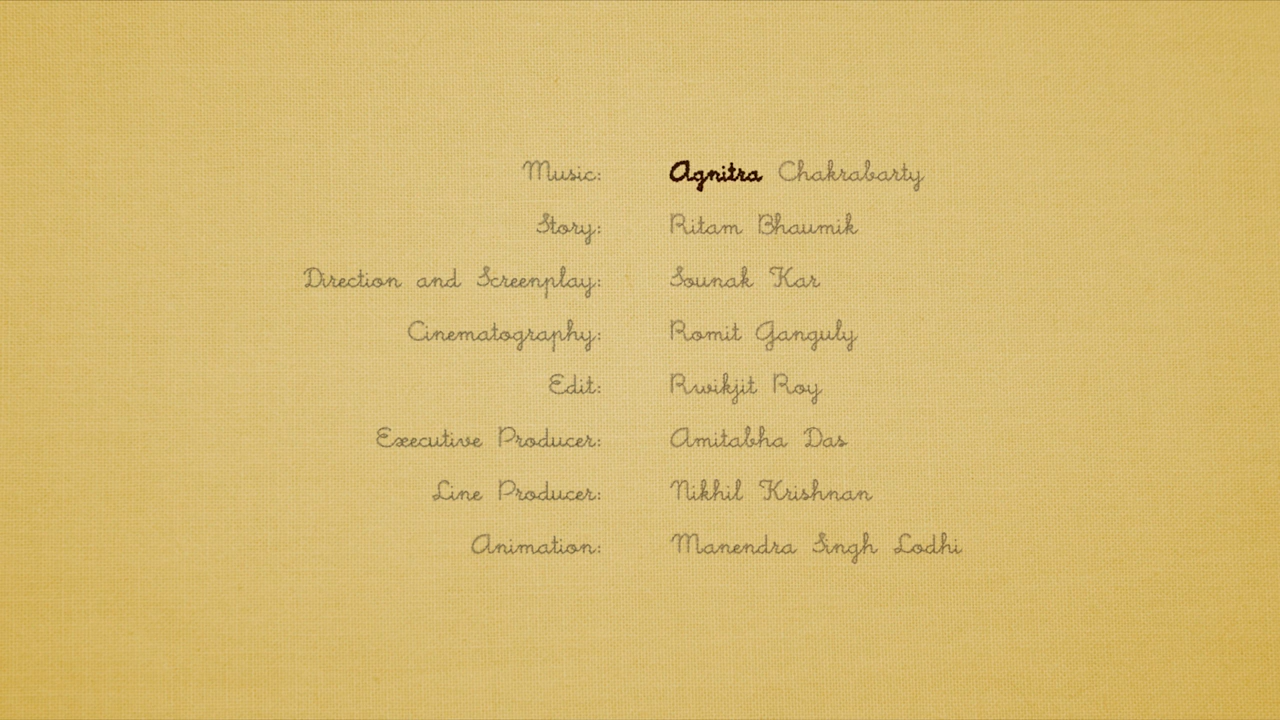 Music: Agnitra Chakrabarty
Story: Ritam Bhaumik
Direction and Screenplay: Sounak Kar
Cinematography: Romit Ganguly
Edit: Rwikjit Roy
Executive Producer: Amitabha Das
Line Producer: Nikhil Krishnan
Animation: Manendra Singh Lodhi